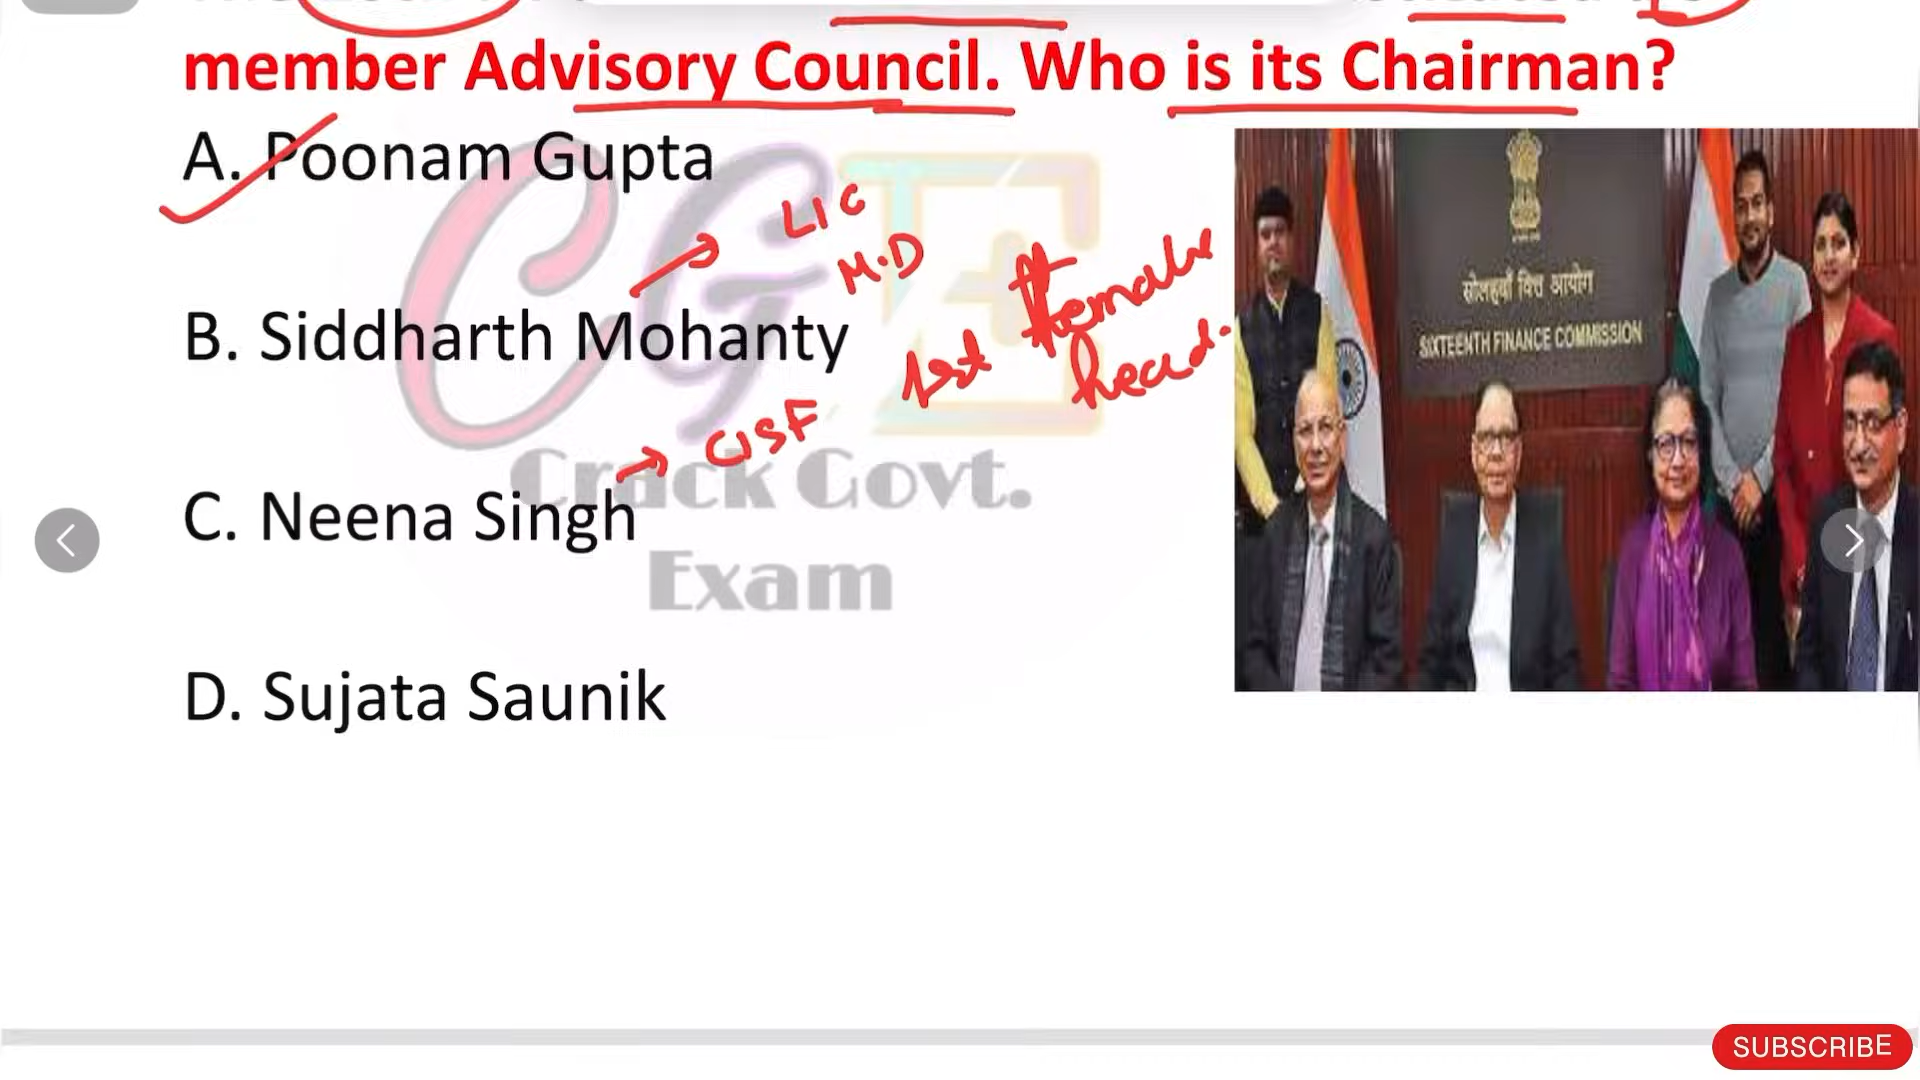 member Advisory Council. Who is its Chairman?
A. Poonam Gupta
LIC
M.D
B. Siddharth Mohanty
1st female
head.
CISF
C. Neena Singh
D. Sujata Saunik
Crack Govt.
Exam
सोलहवाँ वित्त आयोग
SIXTEENTH FINANCE COMMISSION
SUBSCRIBE